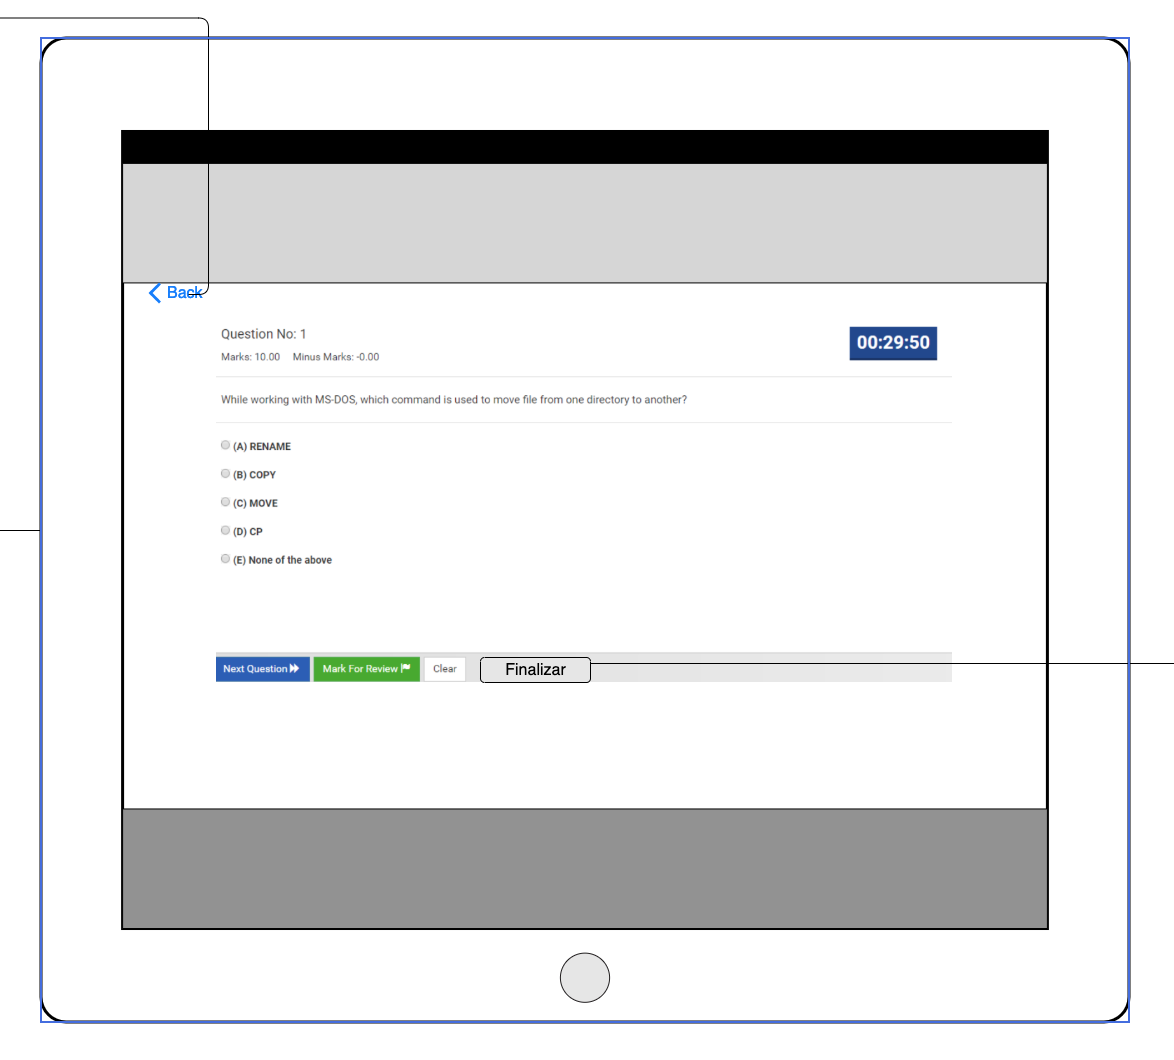 Back
Question No: 1
00:29:50
Marks: 10.00 Minus Marks: -0.00
While working with MS-DOS, which command is used to move file from one directory to another?
(A) RENAME
(B) COPY
(C) MOVE
(D) CP
(E) None of the above
Next Question Mark For Review Clear Finalizar